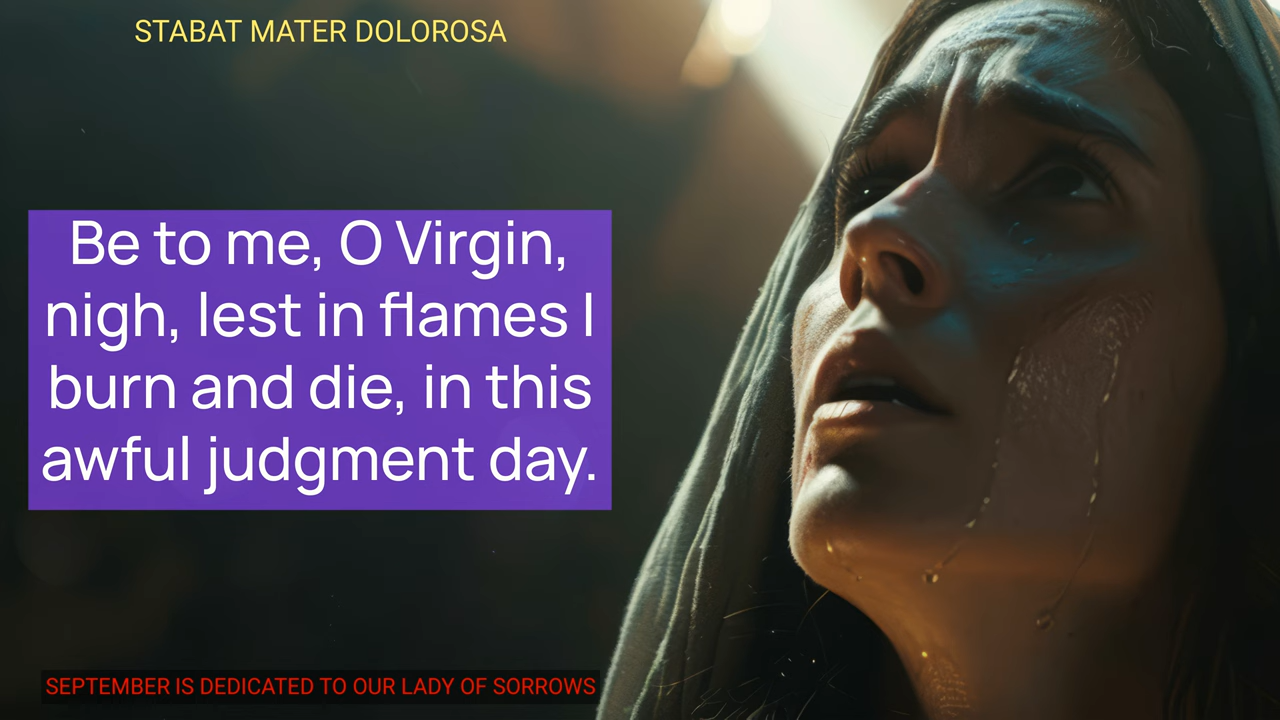 STABAT MATER DOLOROSA
Be to me, O Virgin,
nigh, lest in flames I
burn and die, in this
awful judgment day.
SEPTEMBER IS DEDICATED TO OUR LADY OF SORROWS